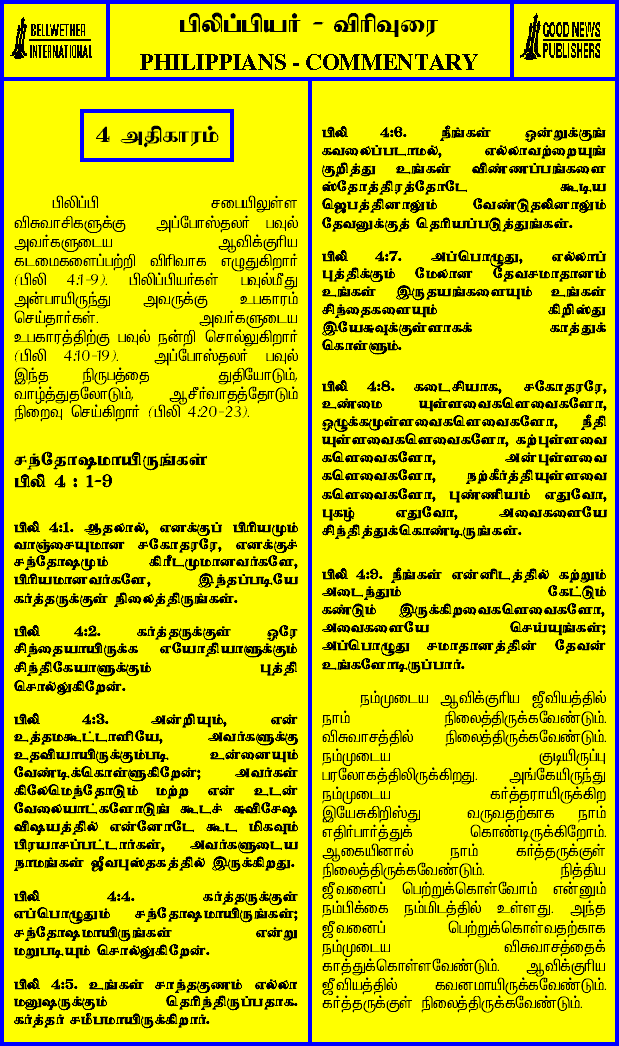 BELLWETHER
INTERNATIONAL
பிலிப்பியர் - விரிவுரை
PHILIPPIANS - COMMENTARY
GOOD NEWS
PUBLISHERS
4 அதிகாரம்
பிலிப்பி சபையிலுள்ள
விசுவாசிகளுக்கு அப்போஸ்தலர் பவுல்
அவர்களுடைய ஆவிக்குரிய
கடமைகளைப்பற்றி விரிவாக எழுதுகிறார்
(பிலி 4:1-9). பிலிப்பியர்கள் பவுல்மீது
அன்பாயிருந்து அவருக்கு உபகாரம்
செய்தார்கள். அவர்களுடைய
உபகாரத்திற்கு பவுல் நன்றி சொல்லுகிறார்
(பிலி 4:10-19). அப்போஸ்தலர் பவுல்
இந்த நிருபத்தை துதியோடும்,
வாழ்த்துதலோடும், ஆசீர்வாதத்தோடும்
நிறைவு செய்கிறார் (பிலி 4:20-23).
சந்தோஷமாயிருங்கள்
பிலி 4 : 1-9
பிலி 4:1. ஆதலால், எனக்குப் பிரியமும்
வாஞ்சையுமான சகோதரரே, எனக்குச்
சந்தோஷமும் கிரீடமுமானவர்களே,
பிரியமானவர்களே, இந்தப்படியே
கர்த்தருக்குள் நிலைத்திருங்கள்.
பிலி 4:2. கர்த்தருக்குள் ஒரே
சிந்தையாயிருக்க எயோதியாளுக்கும்
சிந்திகேயாளுக்கும் புத்தி
சொல்லுகிறேன்.
பிலி 4:3. அன்றியும், என்
உத்தமகூட்டாளியே, அவர்களுக்கு
உதவியாயிருக்கும்படி உன்னையும்
வேண்டிக்கொள்ளுகிறேன்; அவர்கள்
கிலேமெந்தோடும் மற்ற என் உடன்
வேலையாட்களோடுங் கூடச் சுவிசேஷ
விஷயத்தில் என்னோடே கூட மிகவும்
பிரயாசப்பட்டார்கள், அவர்களுடைய
நாமங்கள் ஜீவபுஸ்தகத்தில் இருக்கிறது.
பிலி 4:4. கர்த்தருக்குள்
எப்பொழுதும் சந்தோஷமாயிருங்கள்;
சந்தோஷமாயிருங்கள் என்று
மறுபடியும் சொல்லுகிறேன்.
பிலி 4:5. உங்கள் சாந்தகுணம் எல்லா
மனுஷருக்கும் தெரிந்திருப்பதாக.
கர்த்தர் சமீபமாயிருக்கிறார்.
பிலி 4:6. நீங்கள் ஒன்றுக்குங்
கவலைப்படாமல், எல்லாவற்றையுங்
குறித்து உங்கள் விண்ணப்பங்களை
ஸ்தோத்திரத்தோடே கூடிய
ஜெபத்தினாலும் வேண்டுதலினாலும்
தேவனுக்குத் தெரியப்படுத்துங்கள்.
பிலி 4:7. அப்பொழுது, எல்லாப்
புத்திக்கும் மேலான தேவசமாதானம்
உங்கள் இருதயங்களையும் உங்கள்
சிந்தைகளையும் கிறிஸ்து
இயேசுவுக்குள்ளாகக் காத்துக்
கொள்ளும்.
பிலி 4:8. கடைசியாக, சகோதரரே,
உண்மை யுள்ளவைகளெவைகளோ,
ஒழுக்கமுள்ளவைகளெவைகளோ, நீதி
யுள்ளவைகளெவைகளோ, கற்புள்ளவை
களெவைகளோ, அன்புள்ளவை
களெவைகளோ, நற்கீர்த்தியுள்ளவை
களெவைகளோ, புண்ணியம் எதுவோ,
புகழ் எதுவோ, அவைகளையே
சிந்தித்துக்கொண்டிருங்கள்.
பிலி 4:9. நீங்கள் என்னிடத்தில் கற்றும்
அடைந்தும் கேட்டும்
கண்டும் இருக்கிறவைகளெவைகளோ,
அவைகளையே செய்யுங்கள்;
அப்பொழுது சமாதானத்தின் தேவன்
உங்களோடிருப்பார்.
நம்முடைய ஆவிக்குரிய ஜீவியத்தில்
நாம் நிலைத்திருக்கவேண்டும்.
விசுவாசத்தில் நிலைத்திருக்கவேண்டும்.
நம்முடைய குடியிருப்பு
பரலோகத்திலிருக்கிறது. அங்கேயிருந்து
நம்முடைய கர்த்தராயிருக்கிற
இயேசுகிறிஸ்து வருவதற்காக நாம்
எதிர்பார்த்துக் கொண்டிருக்கிறோம்.
ஆகையினால் நாம் கர்த்தருக்குள்
நிலைத்திருக்கவேண்டும். நித்திய
ஜீவனைப் பெற்றுக்கொள்வோம் என்னும்
நம்பிக்கை நம்மிடத்தில் உள்ளது. அந்த
ஜீவனைப் பெற்றுக்கொள்வதற்காக
நம்முடைய விசுவாசத்தைக்
காத்துக்கொள்ளவேண்டும். ஆவிக்குரிய
ஜீவியத்தில் கவனமாயிருக்கவேண்டும்.
கர்த்தருக்குள் நிலைத்திருக்கவேண்டும்.